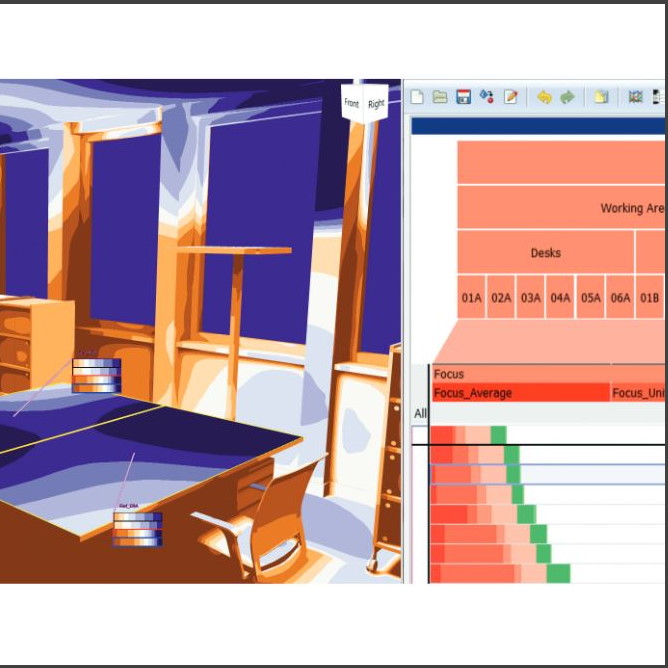 Front Right
Working Are
Desks
01A 02A 03A 04A 05A 06A 01B
Focus
Focus_Average Focus_Uni
All